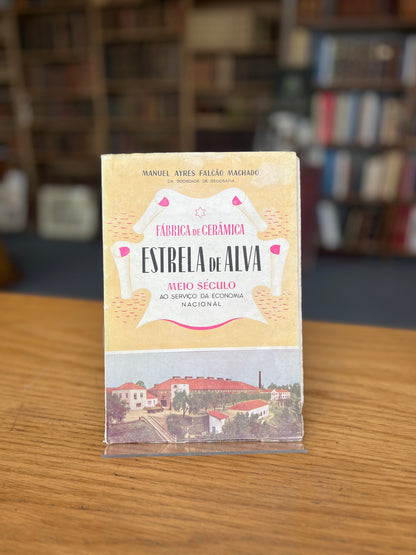 MANUEL AYRES FALCÃO MACHADO
DA SOCIEDADE DE GEOGRAFIA
FÁBRICA DE CERÂMICA
ESTRELA DE ALVA
MEIO SÉCULO
AO SERVIÇO DA ECONOMIA
NACIONAL